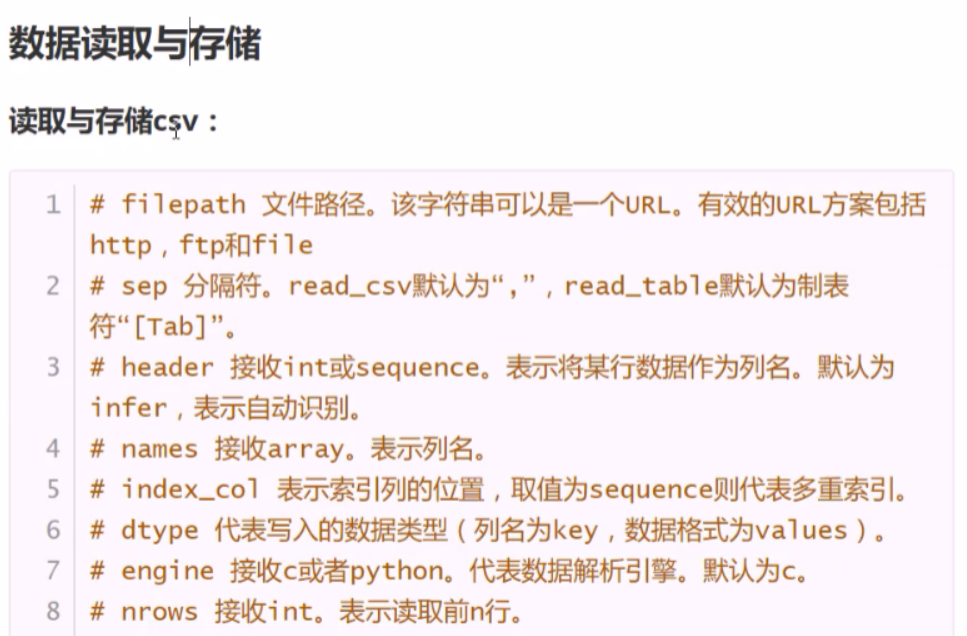 数据读取与存储
读取与存储csv：
1 # filepath 文件路径。该字符串可以是一个URL。有效的URL方案包括
http，ftp和file
2 # sep 分隔符。read_csv默认为“,”，read_table默认为制表
符“[Tab]”。
3 # header 接收int或sequence。表示将某行数据作为列名。默认为
infer，表示自动识别。
4 # names 接收array。表示列名。
5 # index_col 表示索引列的位置，取值为sequence则代表多重索引。
6 # dtype 代表写入的数据类型（列名为key，数据格式为values）。
7 # engine 接收c或者python。代表数据解析引擎。默认为c。
8 # nrows 接收int。表示读取前n行。